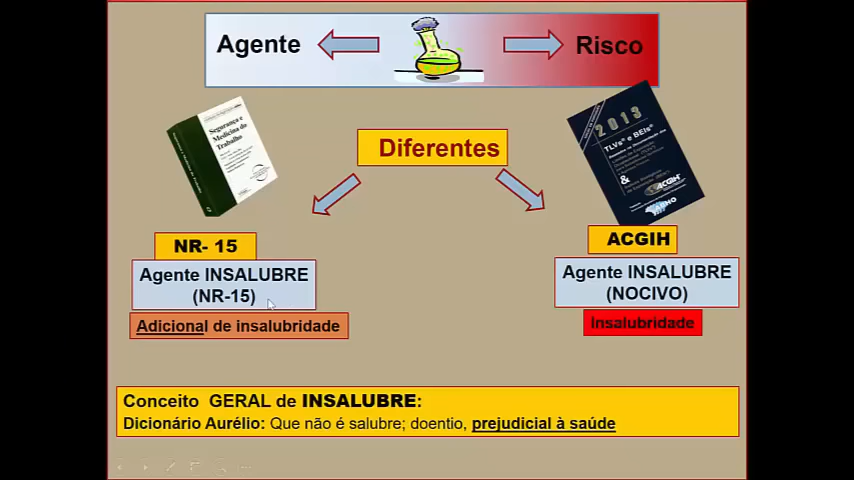 Agente
Risco
Segurança e
Medicina do
Trabalho
2013
TLVs® e BEIs®
&
ACGIH
Diferentes
NR- 15
ACGIH
Agente INSALUBRE
(NR-15)
Agente INSALUBRE
(NOCIVO)
Adicional de insalubridade
Insalubridade
Conceito GERAL de INSALUBRE:
Dicionário Aurélio: Que não é salubre; doentio, prejudicial à saúde